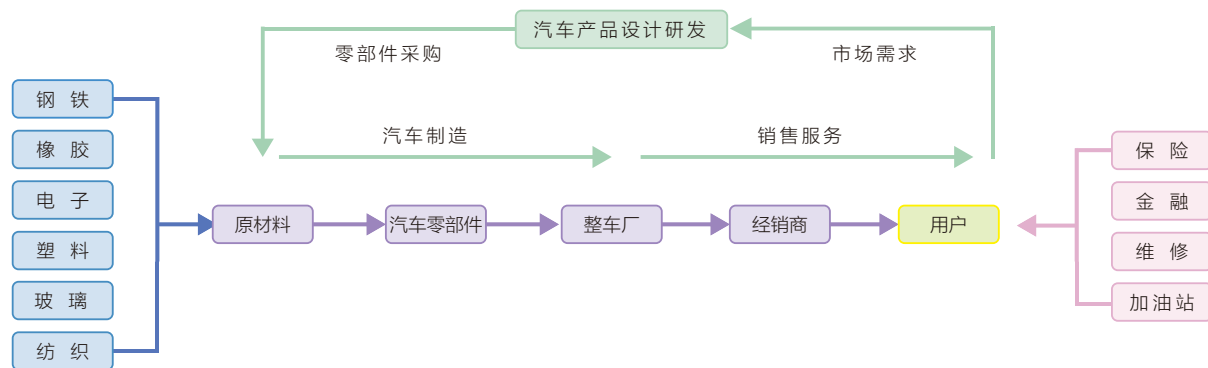 汽车产品设计研发
零部件采购
市场需求
汽车制造
销售服务
钢铁
橡胶
电子
塑料
玻璃
纺织
原材料
汽车零部件
整车厂
经销商
用户
保险
金融
维修
加油站